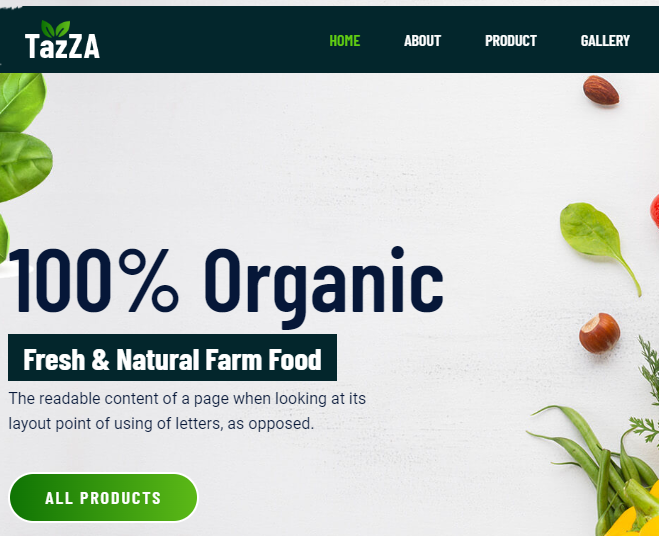 TazZA
HOME ABOUT PRODUCT GALLERY
100% Organic
Fresh & Natural Farm Food
The readable content of a page when looking at its
layout point of using of letters, as opposed.
ALL PRODUCTS